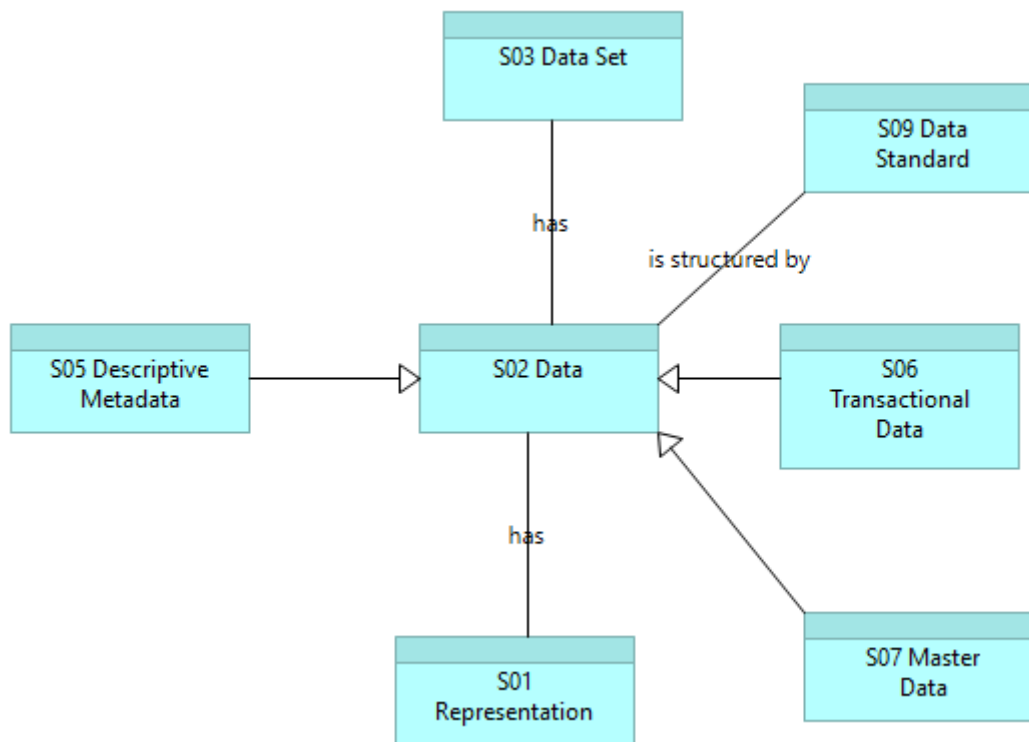 S03 Data Set
S09 Data
Standard
has
is structured by
S05 Descriptive
Metadata
S02 Data
S06
Transactional
Data
has
S01
Representation
S07 Master
Data